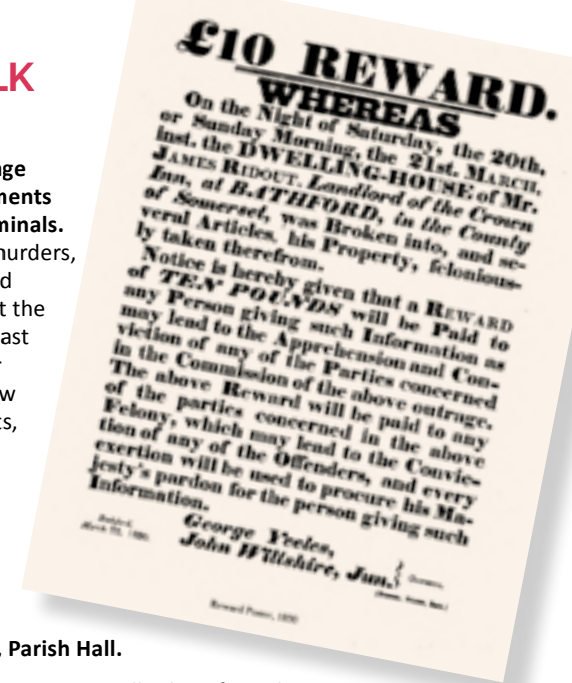 LK
ge
ments
minals.
nurders,
d
t the
ast
w
ts,
£10 REWARD.
WHEREAS
On the Night of Saturday, the 20th,
or Sunday Morning, the 21st. MARCH,
inst. the DWELLING-HOUSE of Mr.
JAMES RIDOUT, Landlord of the Crown
Inn, at BATHFORD, in the County
of Somerset, was Broken into, and se-
veral Articles, his Property, felonious-
ly taken therefrom.
Notice is hereby given that a REWARD
of TEN POUNDS will be Paid to
any Person giving such Information as
may lead to the Apprehension and Con-
viction of any of the Parties concerned
in the Commission of the above outrage.
The above Reward will be paid to any
of the parties concerned in the above
Felony, which may lead to the Convic-
tion of any of the Offenders, and every
exertion will be used to procure his Ma-
jesty's pardon for the person giving such
Information.
George Yeeles,
John Willshire, Jun.
Reward Poster, 1830
, Parish Hall.